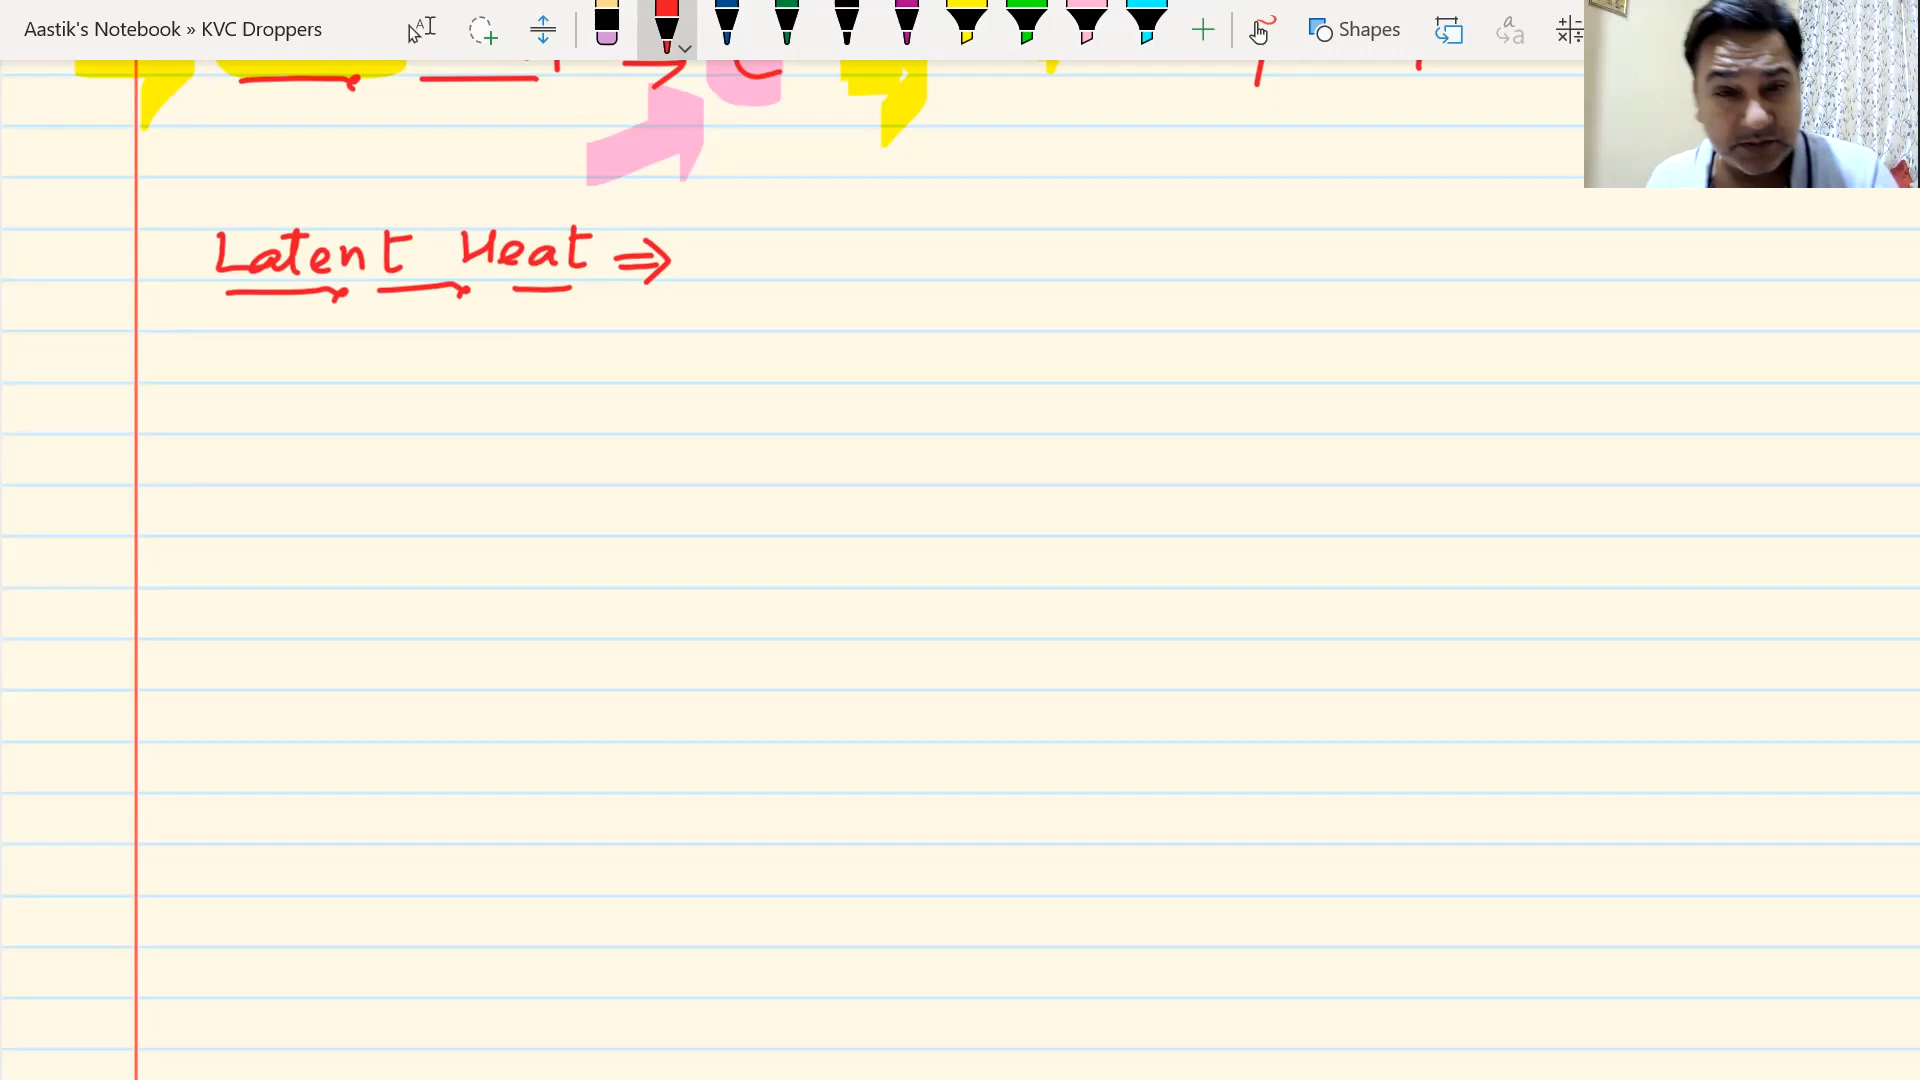 Aastik's Notebook » KVC Droppers
Shapes
Latent Heat ⇒